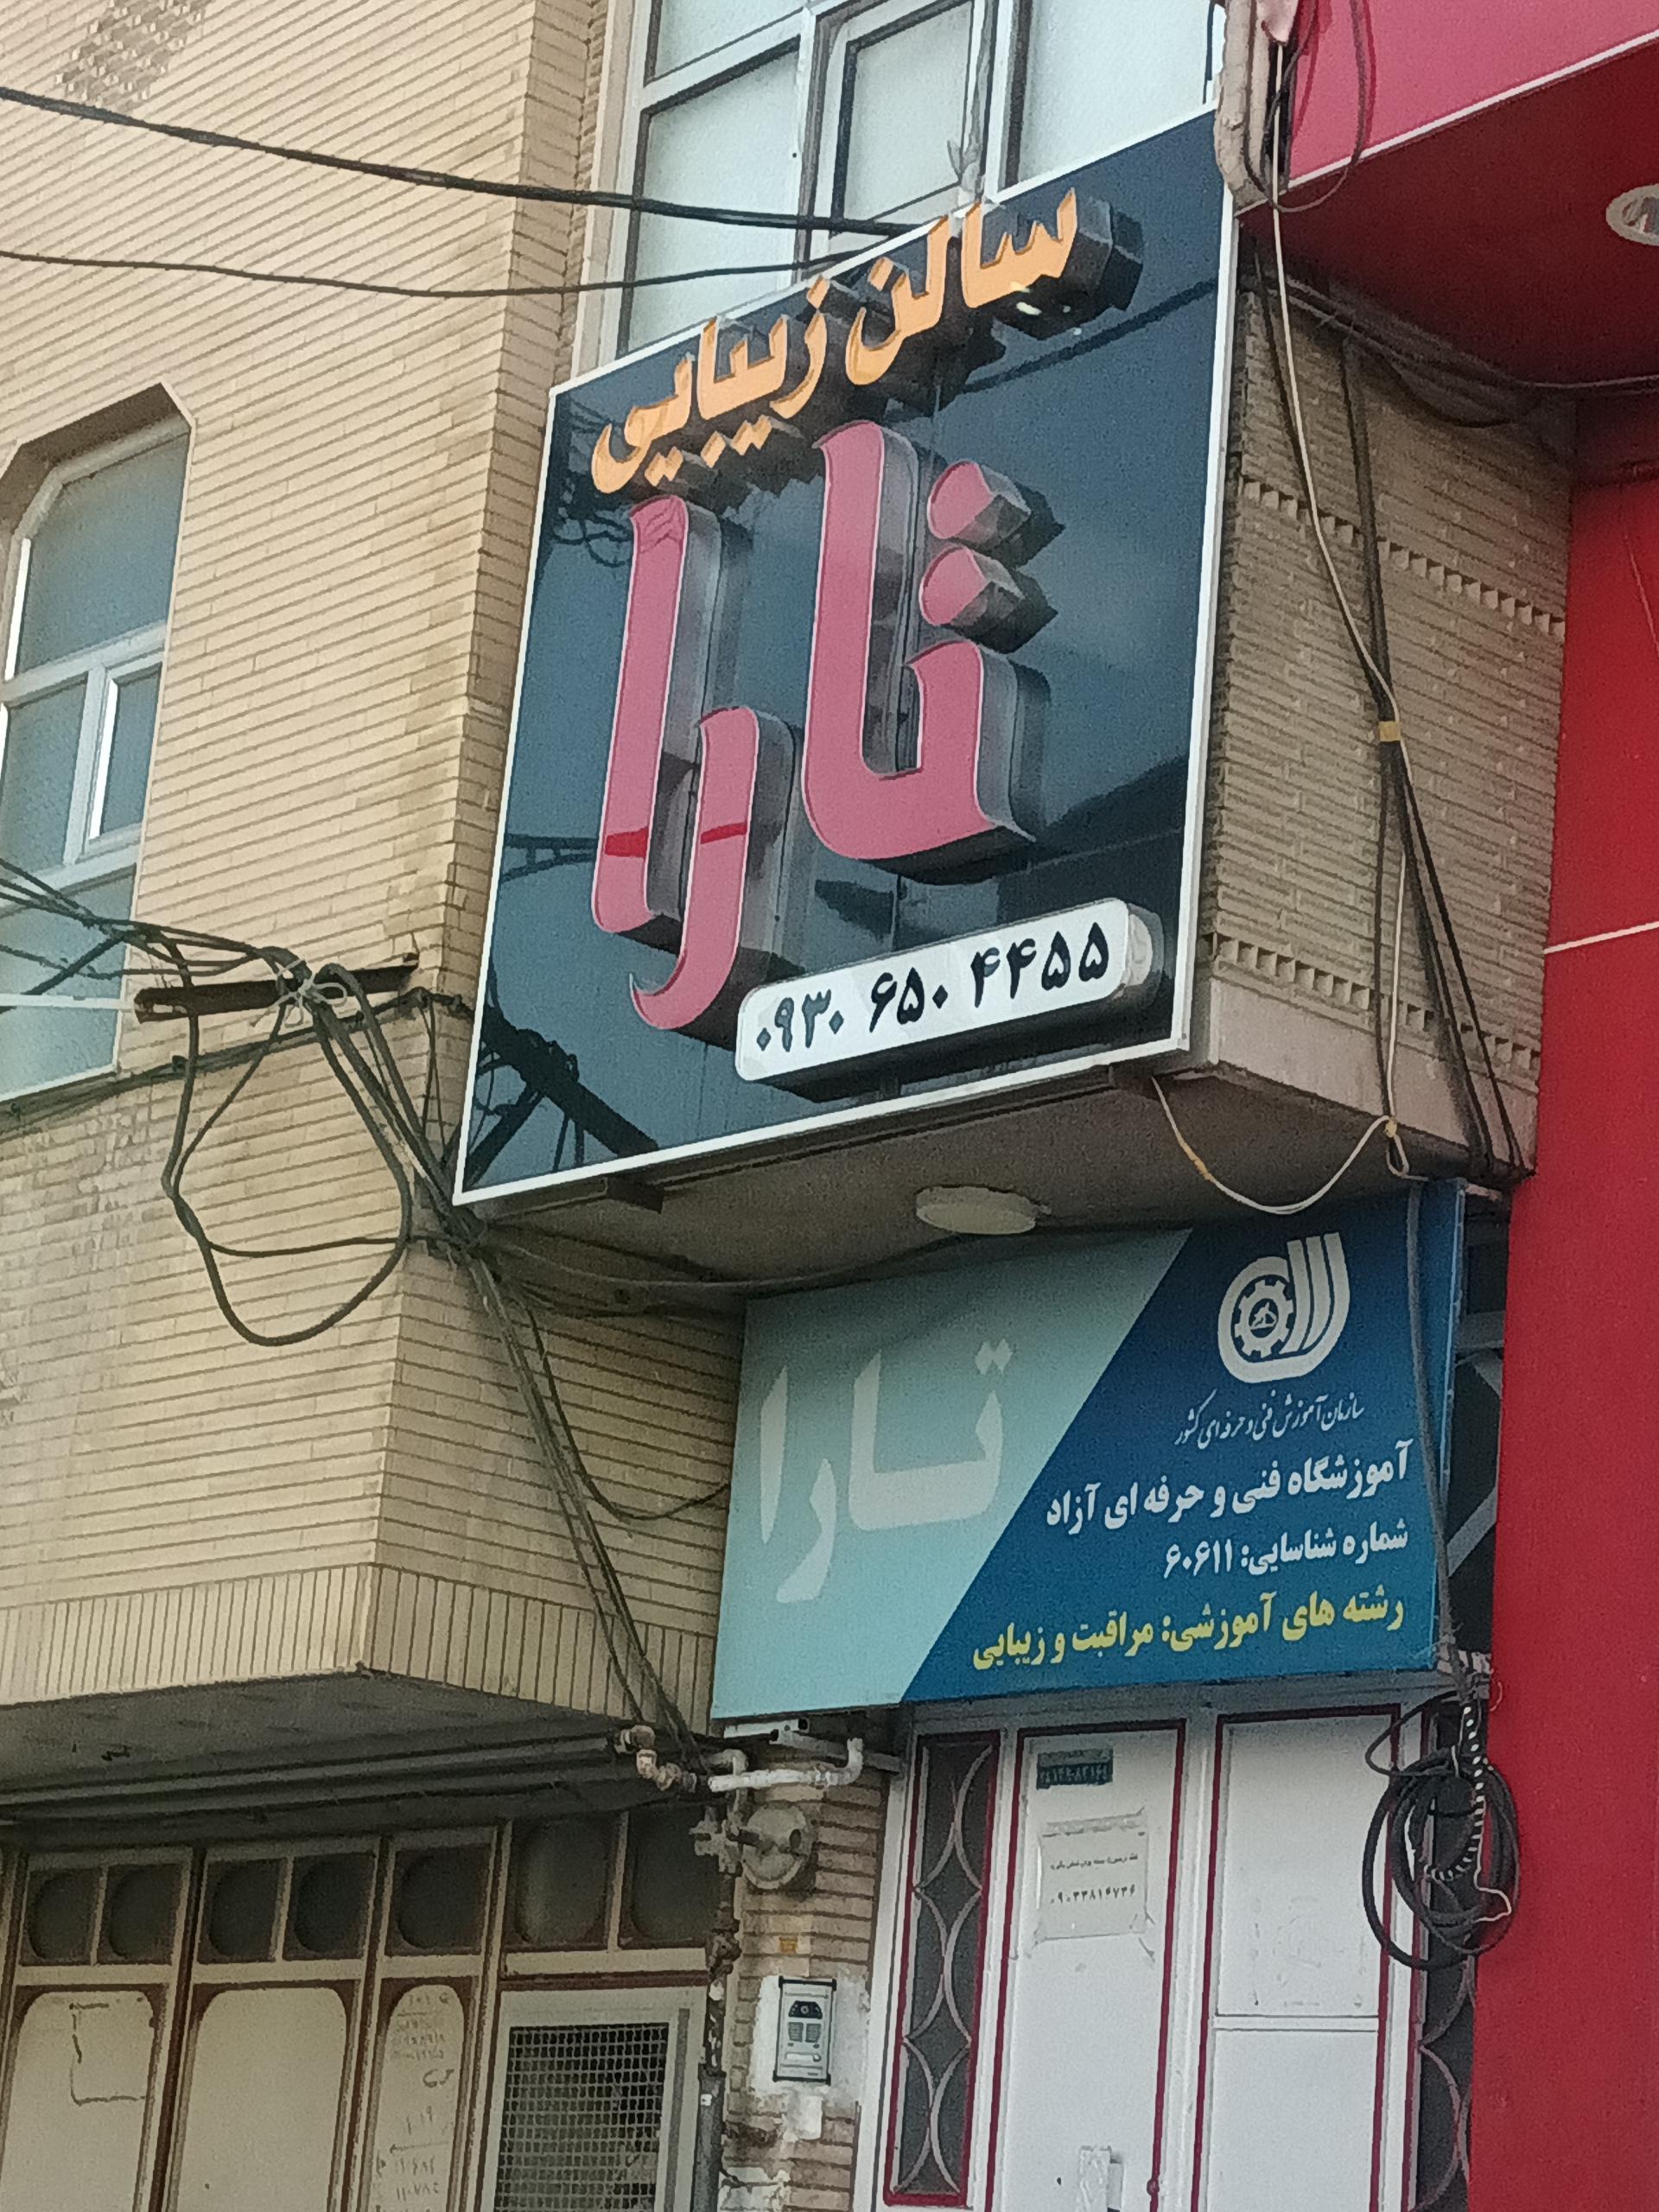 سالن زیبایی
تارا
۰۹۳۰ ۶۵۰ ۴۴۵۵
سازمان آموزش فنی و حرفه ای کشور
آموزشگاه فنی و حرفه ای آزاد
شماره شناسایی: ۶۰۶۱۱
رشته های آموزشی: مراقبت و زیبایی
تارا
۰۹۰۳۳۸۱۶۷۳۶